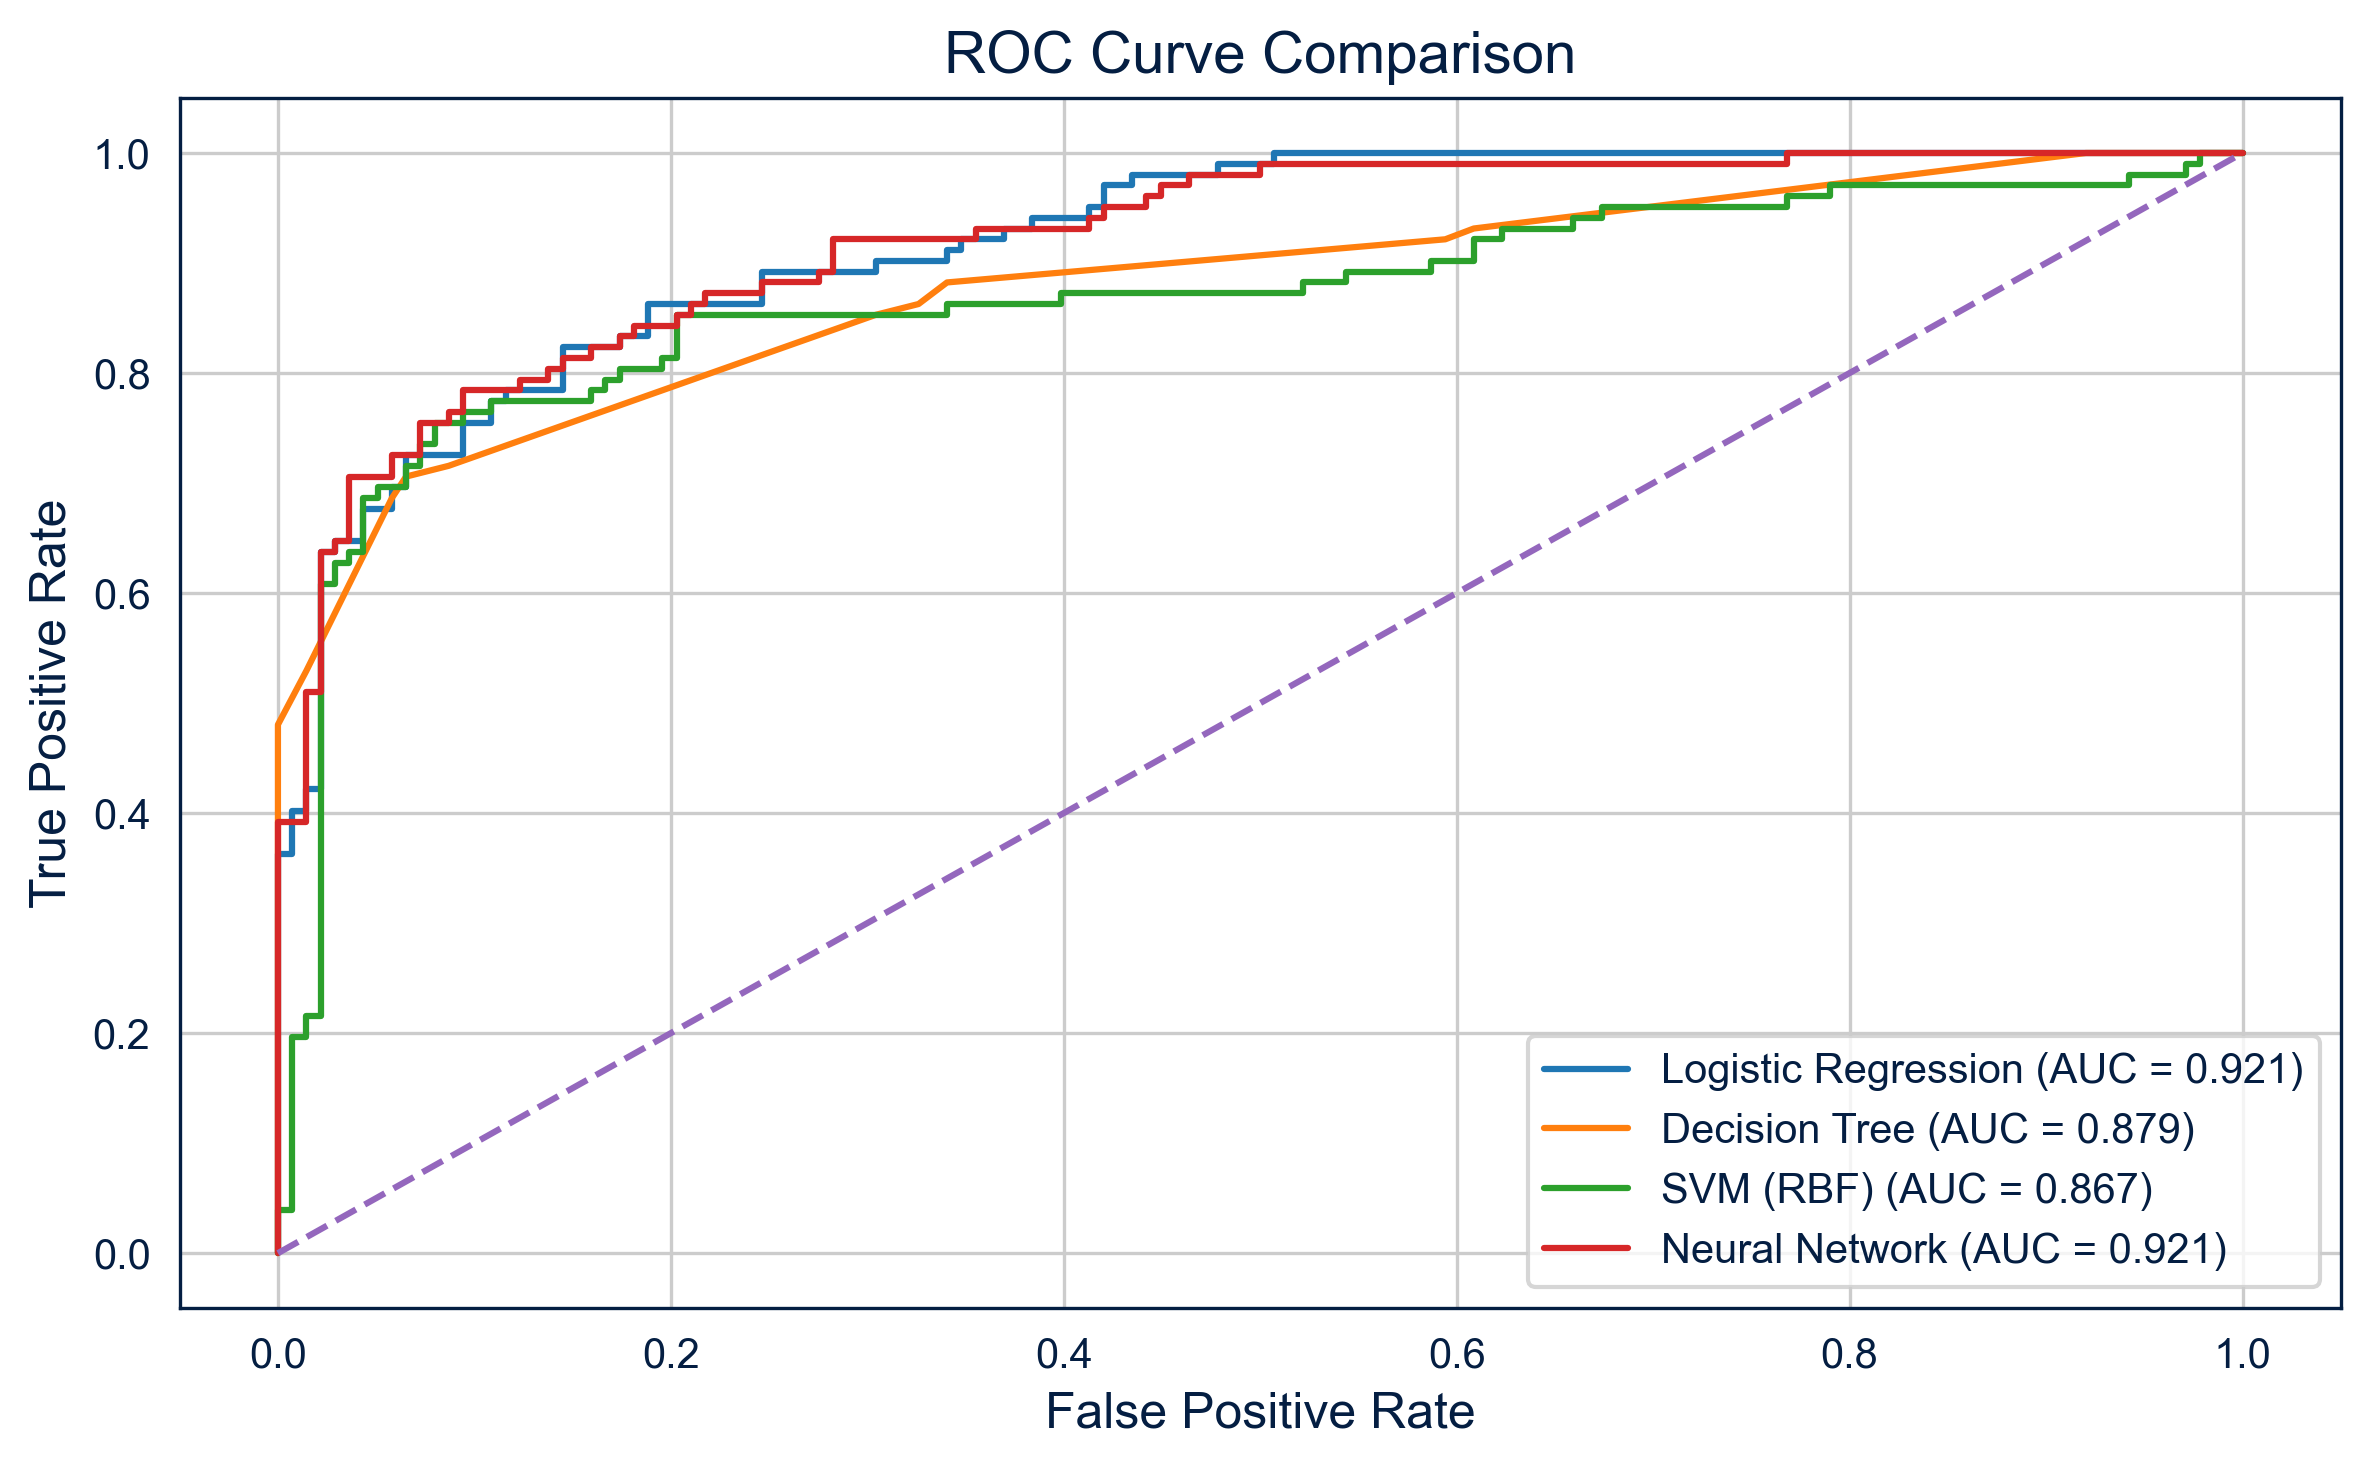 ROC Curve Comparison
True Positive Rate
1.0
0.8
0.6
0.4
0.2
0.0
Logistic Regression (AUC = 0.921)
Decision Tree (AUC = 0.879)
SVM (RBF) (AUC = 0.867)
Neural Network (AUC = 0.921)
0.0 0.2 0.4 0.6 0.8 1.0
False Positive Rate